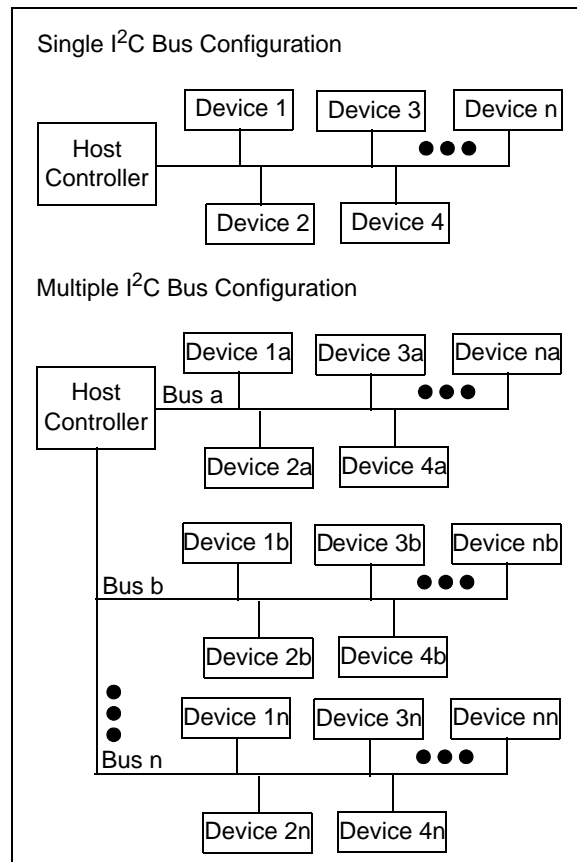 Single I²C Bus Configuration
Device 1
Device 3
Device n
Host
Controller
Device 2
Device 4
Multiple I²C Bus Configuration
Device 1a
Device 3a
Device na
Host
Controller
Bus a
Device 2a
Device 4a
Device 1b
Device 3b
Device nb
Bus b
Device 2b
Device 4b
Device 1n
Device 3n
Device nn
Bus n
Device 2n
Device 4n